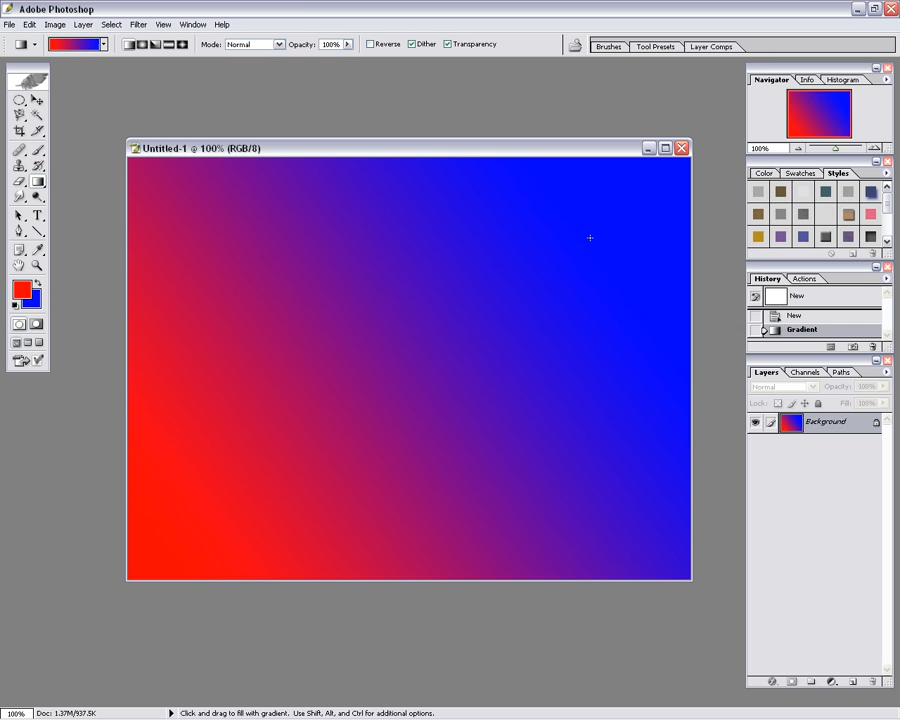 Adobe Photoshop
File Edit Image Layer Select Filter View Window Help
Mode: Normal Opacity: 100% Reverse Dither Transparency Brushes Tool Presets Layer Comps
Untitled-1 @ 100% (RGB/8)
T
Navigator Info Histogram
100%
Color Swatches Styles
History Actions
New
New
Gradient
Layers Channels Paths
Normal Opacity: 100%
Lock: Fill: 100%
Background
100% Doc: 1.37M/937.5K Click and drag to fill with gradient. Use Shift, Alt, and Ctrl for additional options.